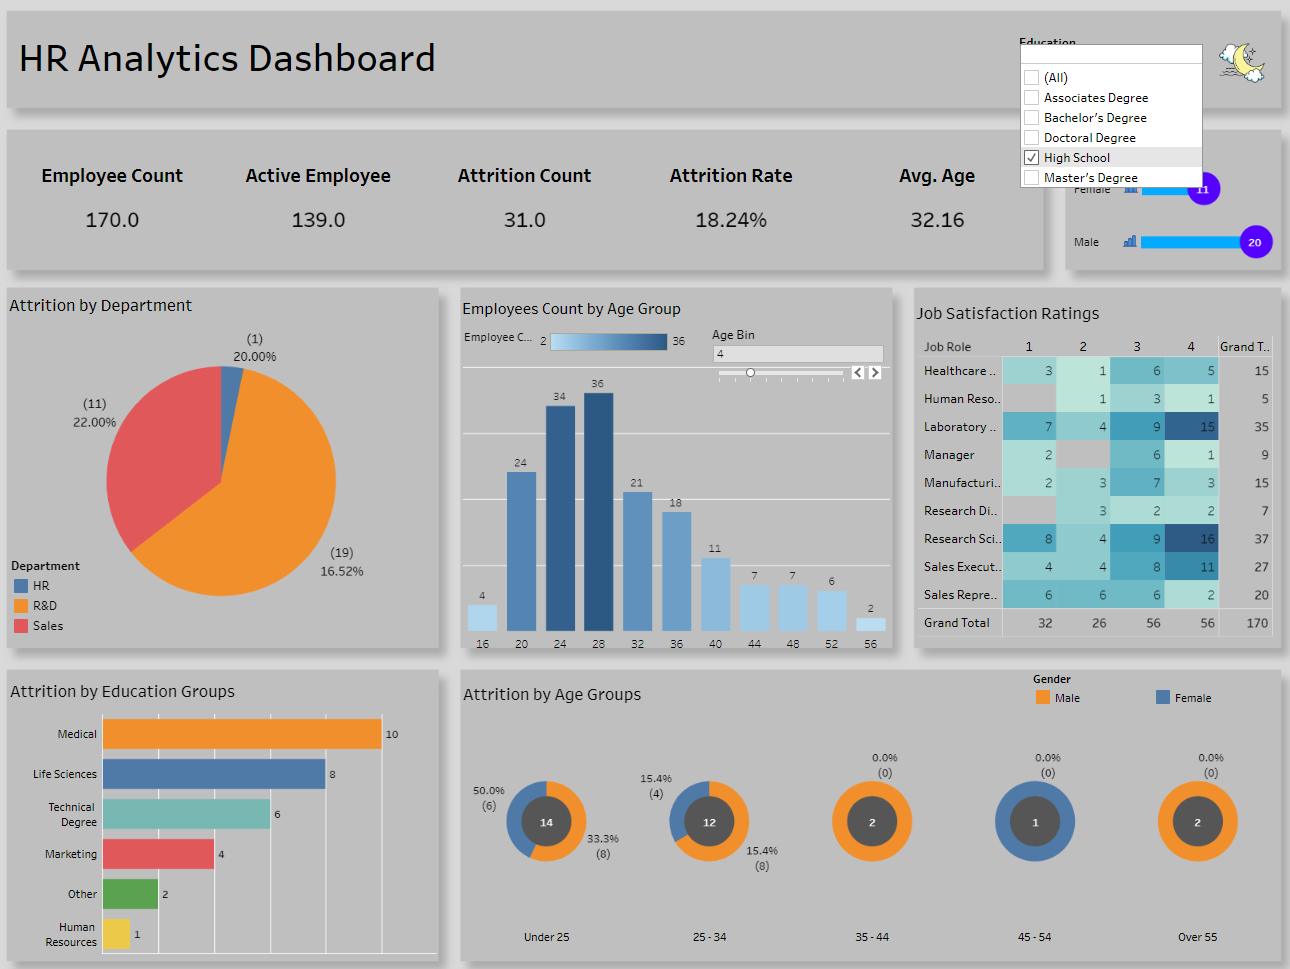 HR Analytics Dashboard
Education
(All)
Associates Degree
Bachelor's Degree
Doctoral Degree
High School
Master's Degree
Employee Count
Active Employee
Attrition Count
Attrition Rate
Avg. Age
170.0
139.0
31.0
18.24%
32.16
Female
11
Male
20
Attrition by Department
(1)
20.00%
(11)
22.00%
(19)
16.52%
Department
HR
R&D
Sales
Employees Count by Age Group
Employee C...
2
36
Age Bin
4
4
24
34
36
21
18
11
7
7
6
2
16 20 24 28 32 36 40 44 48 52 56
Job Satisfaction Ratings
Job Role 1 2 3 4 Grand T..
Healthcare .. 3 1 6 5 15
Human Reso.. 1 3 1 5
Laboratory .. 7 4 9 15 35
Manager 2 6 1 9
Manufacturi.. 2 3 7 3 15
Research Di.. 3 2 2 7
Research Sci.. 8 4 9 16 37
Sales Execut.. 4 4 8 11 27
Sales Repre.. 6 6 6 2 20
Grand Total 32 26 56 56 170
Attrition by Education Groups
Medical 10
Life Sciences 8
Technical
Degree 6
Marketing 4
Other 2
Human
Resources 1
Attrition by Age Groups
Gender
Male
Female
50.0%
(6)
14
33.3%
(8)
15.4%
(4)
12
15.4%
(8)
0.0%
(0)
2
0.0%
(0)
1
0.0%
(0)
2
Under 25
25 - 34
35 - 44
45 - 54
Over 55